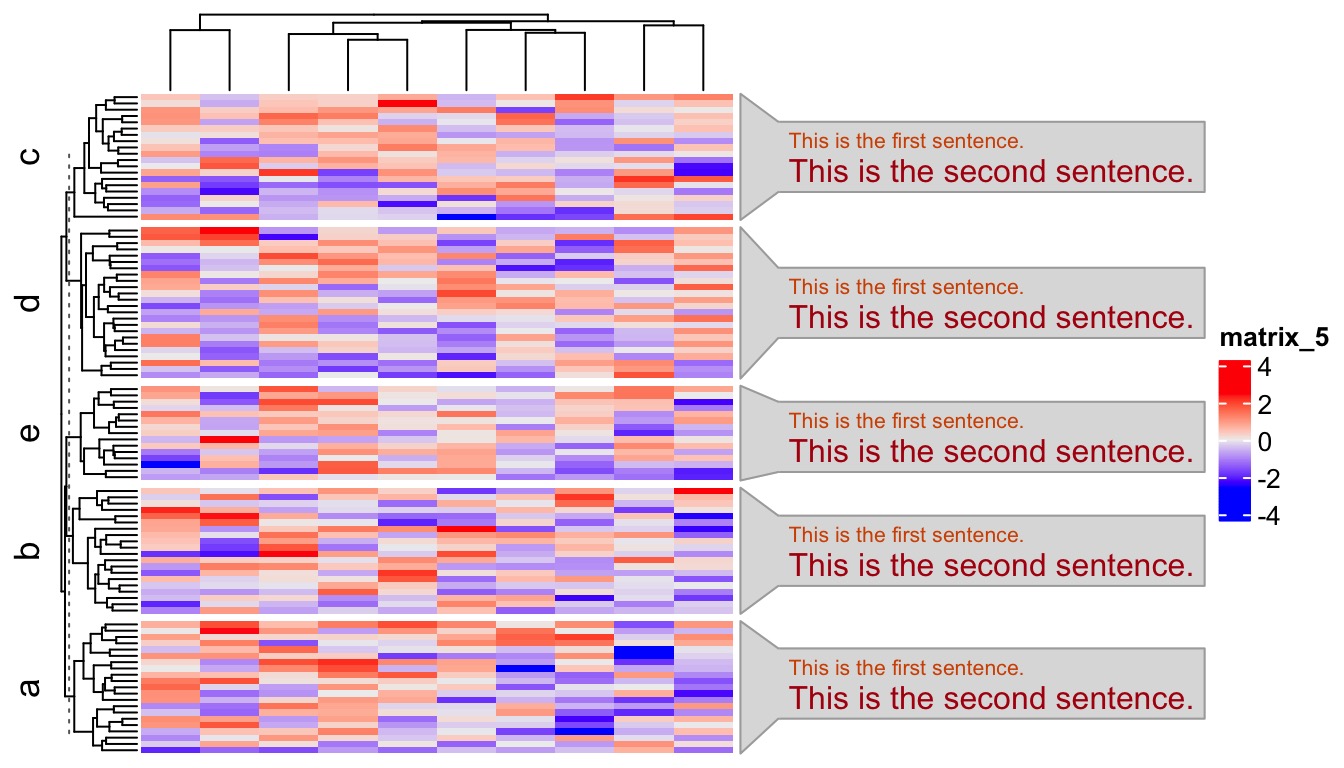 c
This is the first sentence.
This is the second sentence.
d
This is the first sentence.
This is the second sentence.
e
This is the first sentence.
This is the second sentence.
b
This is the first sentence.
This is the second sentence.
a
This is the first sentence.
This is the second sentence.
matrix_5
4
2
0
-2
-4